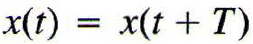 x(t) = x(t + T)